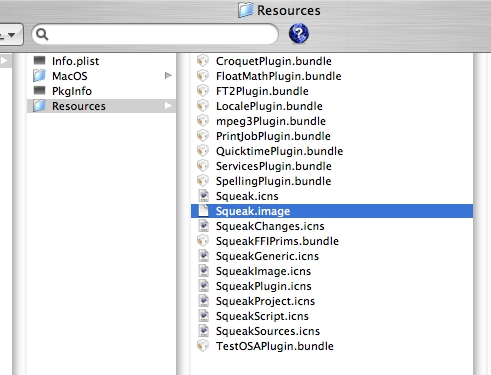 Resources
Info.plist
MacOS
PkgInfo
Resources
CroquetPlugin.bundle
FloatMathPlugin.bundle
FT2Plugin.bundle
LocalePlugin.bundle
mpeg3Plugin.bundle
PrintJobPlugin.bundle
QuicktimePlugin.bundle
ServicesPlugin.bundle
SpellingPlugin.bundle
Squeak.icns
Squeak.image
SqueakChanges.icns
SqueakFFIPrims.bundle
SqueakGeneric.icns
SqueakImage.icns
SqueakPlugin.icns
SqueakProject.icns
SqueakScript.icns
SqueakSources.icns
TestOSAPlugin.bundle